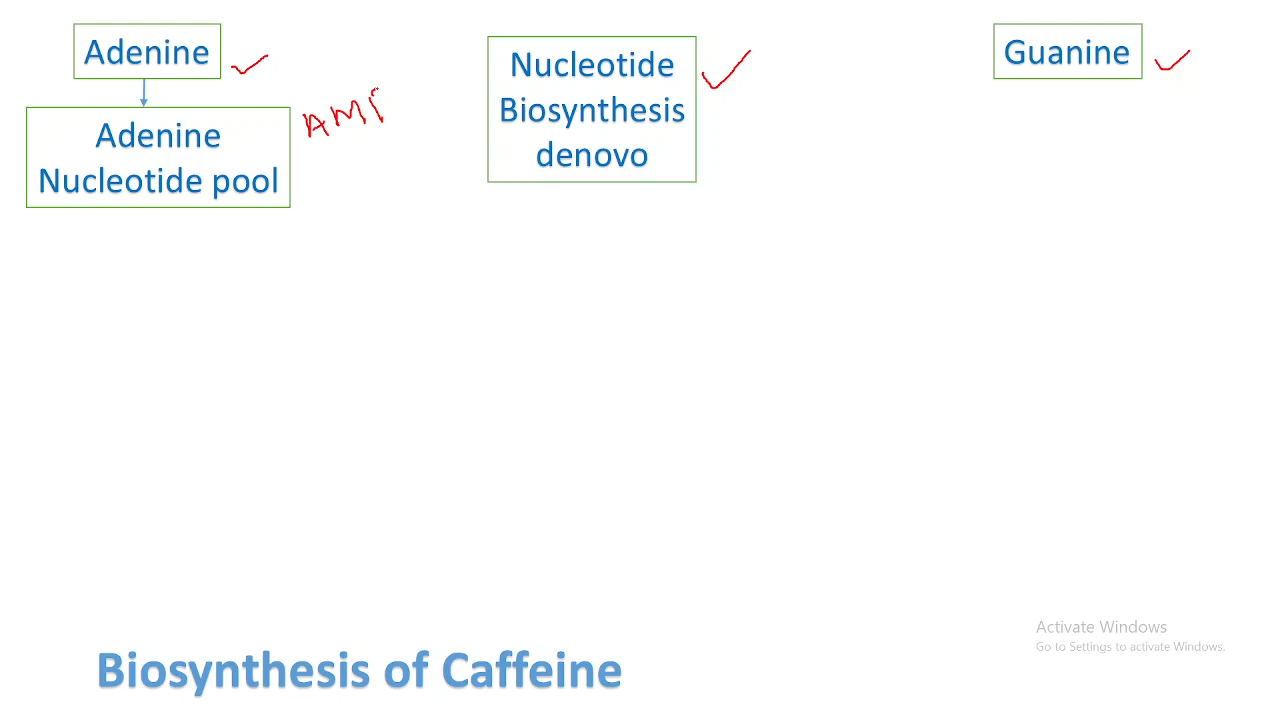 Adenine
Adenine
Nucleotide pool
AMP
Nucleotide
Biosynthesis
denovo
Guanine
Activate Windows
Go to Settings to activate Windows.
Biosynthesis of Caffeine